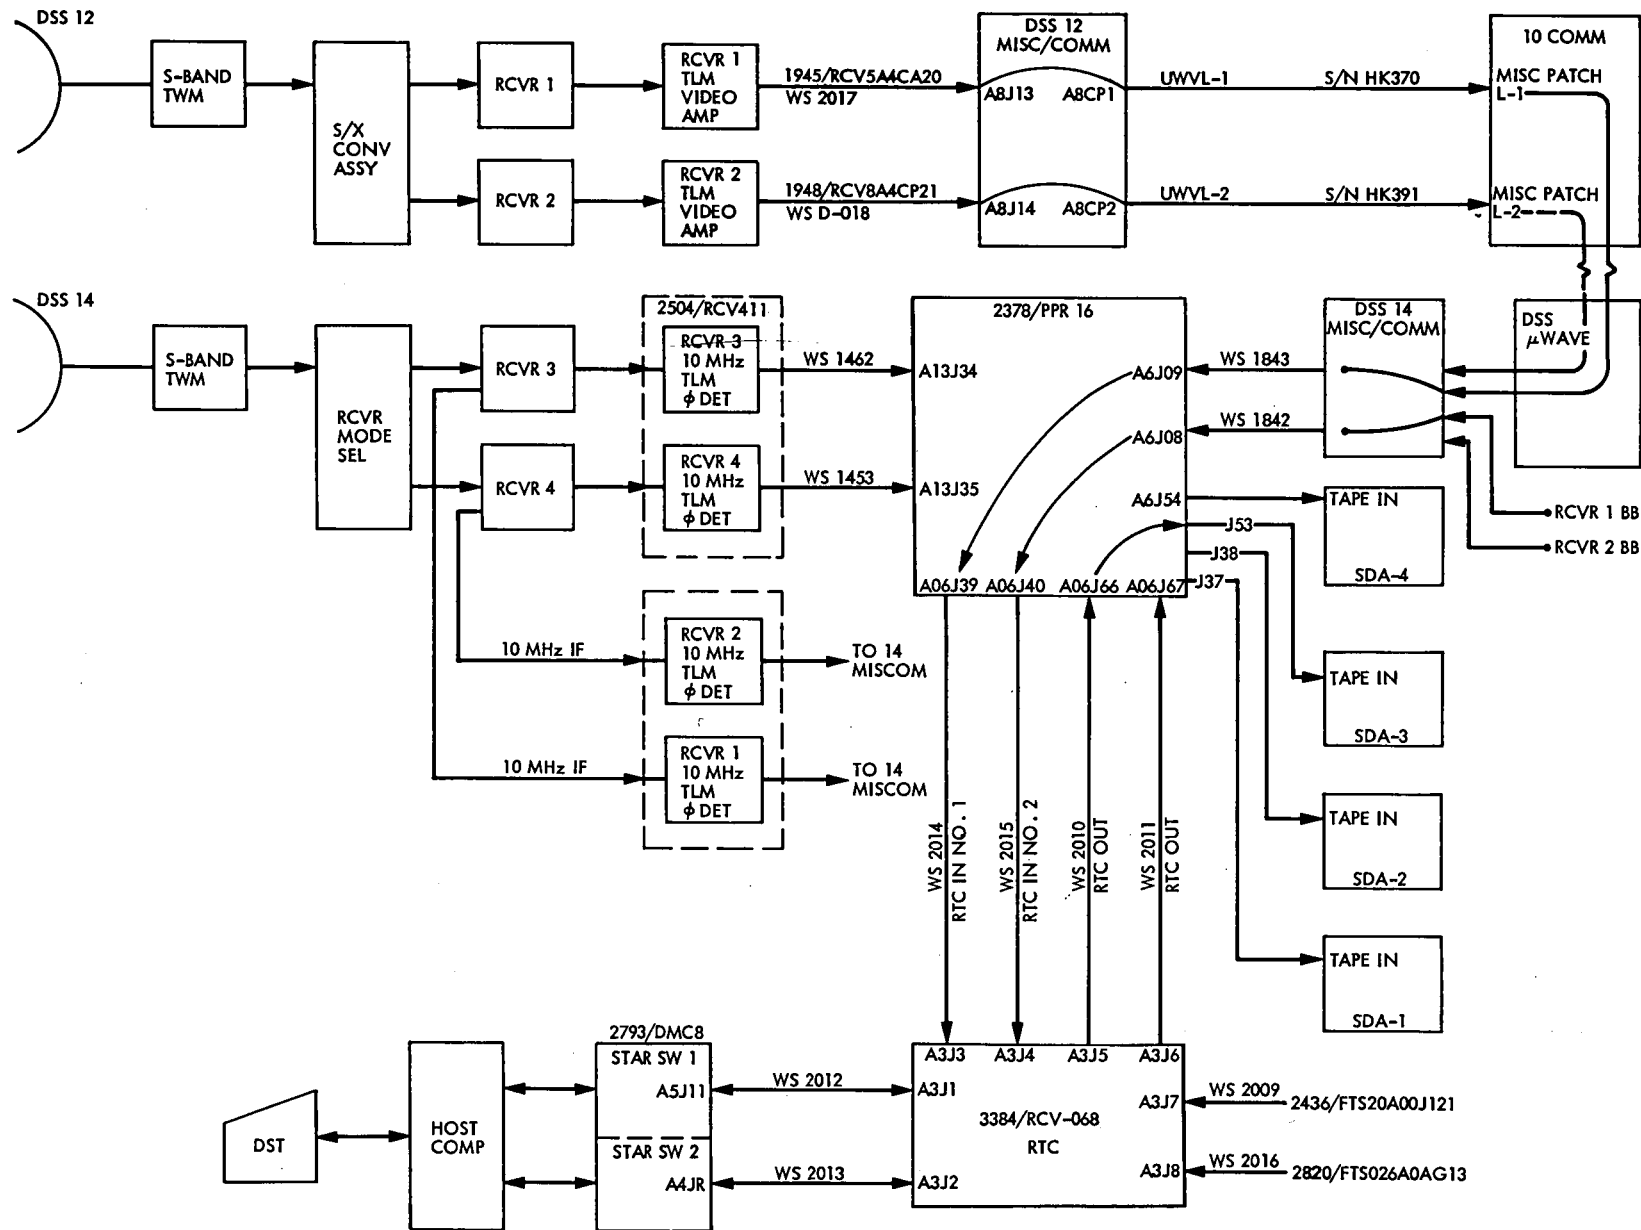 DSS 12
S-BAND
TWM
S/X
CONV
ASSY
RCVR 1
RCVR 2
RCVR 1
TLM
VIDEO
AMP
RCVR 2
TLM
VIDEO
AMP
1945/RCV5A4CA20
WS 2017
1948/RCV8A4CP21
WS D-018
DSS 12
MISC/COMM
A8J13
A8CP1
A8J14
A8CP2
UWVL-1
S/N HK370
UWVL-2
S/N HK391
10 COMM
MISC PATCH
L-1
MISC PATCH
L-2
DSS 14
S-BAND
TWM
RCVR
MODE
SEL
RCVR 3
RCVR 4
2504/RCV411
RCVR 3
10 MHz
TLM
ϕ DET
RCVR 4
10 MHz
TLM
ϕ DET
WS 1462
WS 1453
2378/PPR 16
A13J34
A13J35
A6J09
A6J08
A6J54
J53
J38
J37
A06J39
A06J40
A06J66
A06J67
WS 1843
WS 1842
DSS 14
MISC/COMM
DSS
μWAVE
RCVR 1 BB
RCVR 2 BB
TAPE IN
SDA-4
TAPE IN
SDA-3
TAPE IN
SDA-2
TAPE IN
SDA-1
10 MHz IF
RCVR 2
10 MHz
TLM
ϕ DET
TO 14
MISCOM
10 MHz IF
RCVR 1
10 MHz
TLM
ϕ DET
TO 14
MISCOM
WS 2014
RTC IN NO. 1
WS 2015
RTC IN NO. 2
WS 2010
RTC OUT
WS 2011
RTC OUT
DST
HOST
COMP
2793/DMC8
STAR SW 1
A5J11
STAR SW 2
A4JR
WS 2012
WS 2013
A3J3
A3J4
A3J5
A3J6
A3J1
A3J7
3384/RCV-068
RTC
A3J2
A3J8
WS 2009
2436/FTS20A00J121
WS 2016
2820/FTS026A0AG13